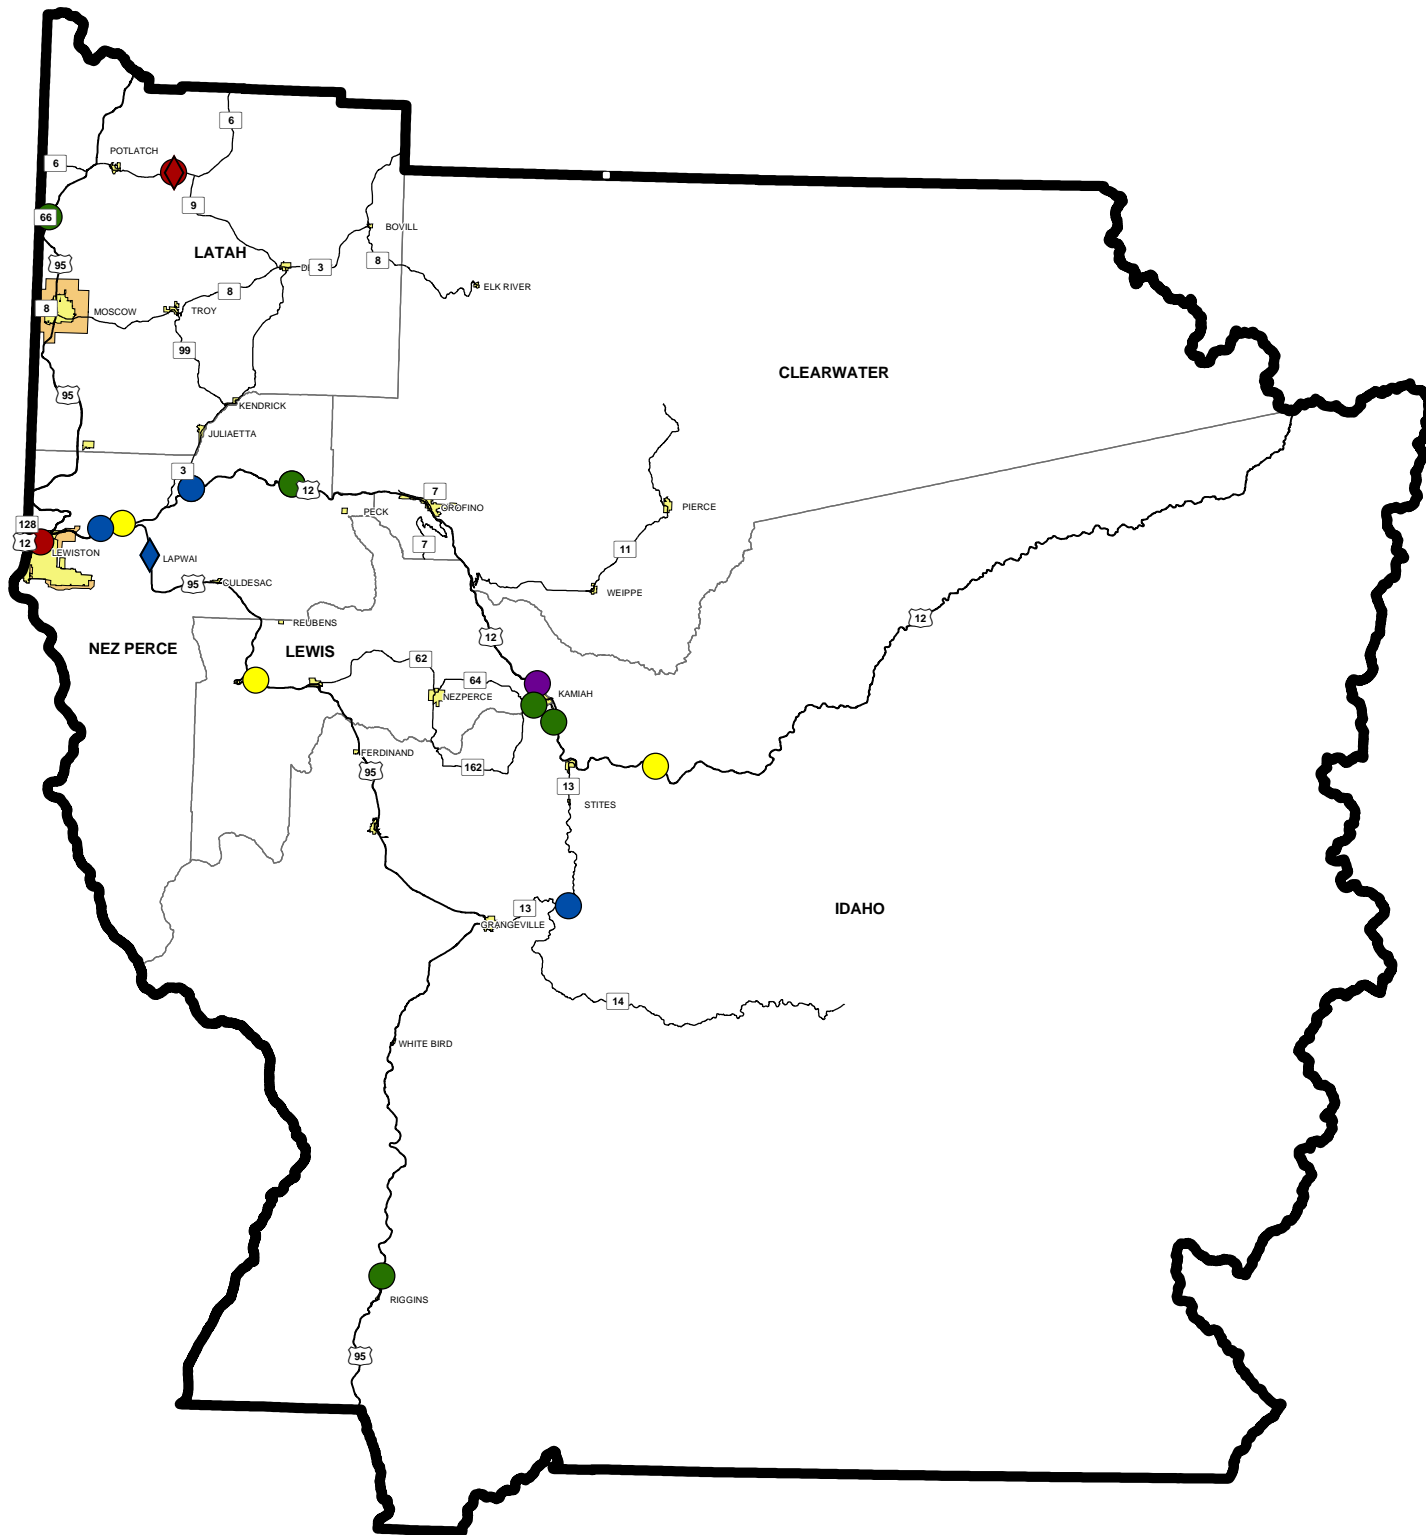 6
POTLATCH
6
9
66
BOVILL
LATAH
95
3
8
ELK RIVER
8
8
MOSCOW
TROY
99
CLEARWATER
95
KENDRICK
JULIAETTA
3
12
7
OROFINO
PIERCE
PECK
128
12
LEWISTON
7
11
LAPWAI
95
CULDESAC
WEIPPE
12
REUBENS
12
NEZ PERCE
LEWIS
62
64
NEZPERCE
KAMIAH
FERDINAND
95
162
13
STITES
13
GRANGEVILLE
IDAHO
14
WHITE BIRD
RIGGINS
95